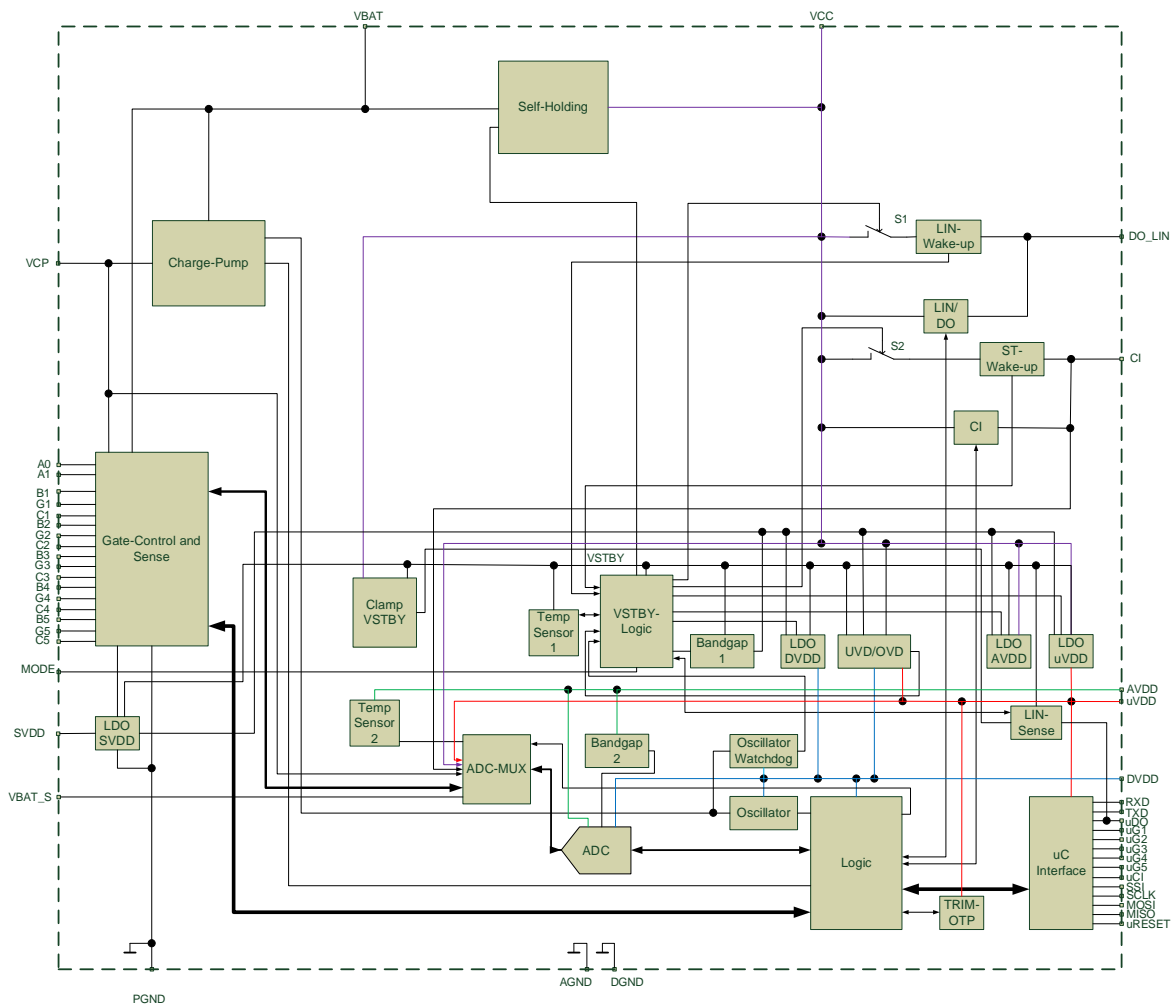 VBAT
VCC
Self-Holding
S1
LIN-
Wake-up
DO_LIN
VCP
Charge-Pump
LIN/
DO
S2
ST-
Wake-up
CI
CI
A0
A1
B1
G1
C1
B2
G2
C2
B3
G3
C3
B4
G4
C4
B5
G5
C5
Gate-Control and
Sense
VSTBY
Clamp
VSTBY
Temp
Sensor
1
VSTBY-
Logic
Bandgap
1
LDO
DVDD
UVD/OVD
LDO
AVDD
LDO
uVDD
MODE
AVDD
uVDD
SVDD
LDO
SVDD
Temp
Sensor
2
ADC-MUX
Bandgap
2
Oscillator
Watchdog
LIN-
Sense
DVDD
VBAT_S
Oscillator
ADC
Logic
uC
Interface
TRIM-
OTP
RXD
TXD
uDO
uG1
uG2
uG3
uG4
uG5
uCI
SSI
SCLK
MOSI
MISO
uRESET
PGND
AGND
DGND